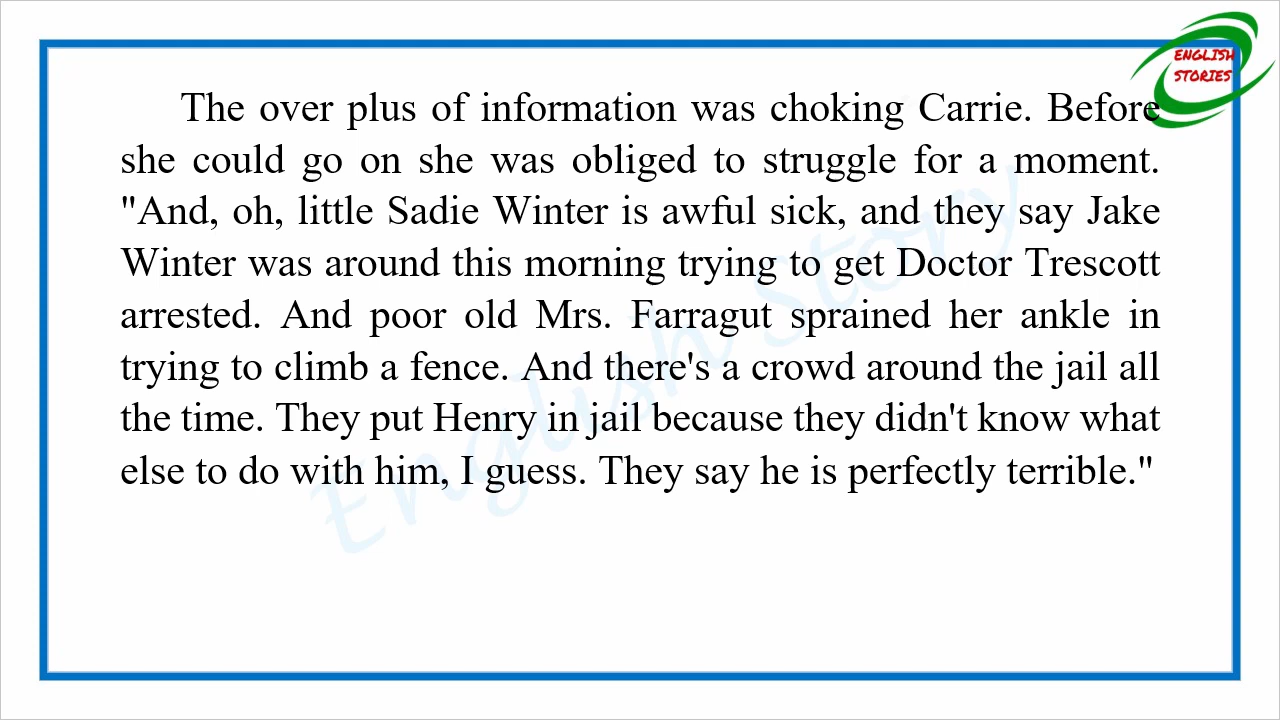 ENGLISH
STORIES
The over plus of information was choking Carrie. Before
she could go on she was obliged to struggle for a moment.
"And, oh, little Sadie Winter is awful sick, and they say Jake
Winter was around this morning trying to get Doctor Trescott
arrested. And poor old Mrs. Farragut sprained her ankle in
trying to climb a fence. And there's a crowd around the jail all
the time. They put Henry in jail because they didn't know what
else to do with him, I guess. They say he is perfectly terrible."
English Story